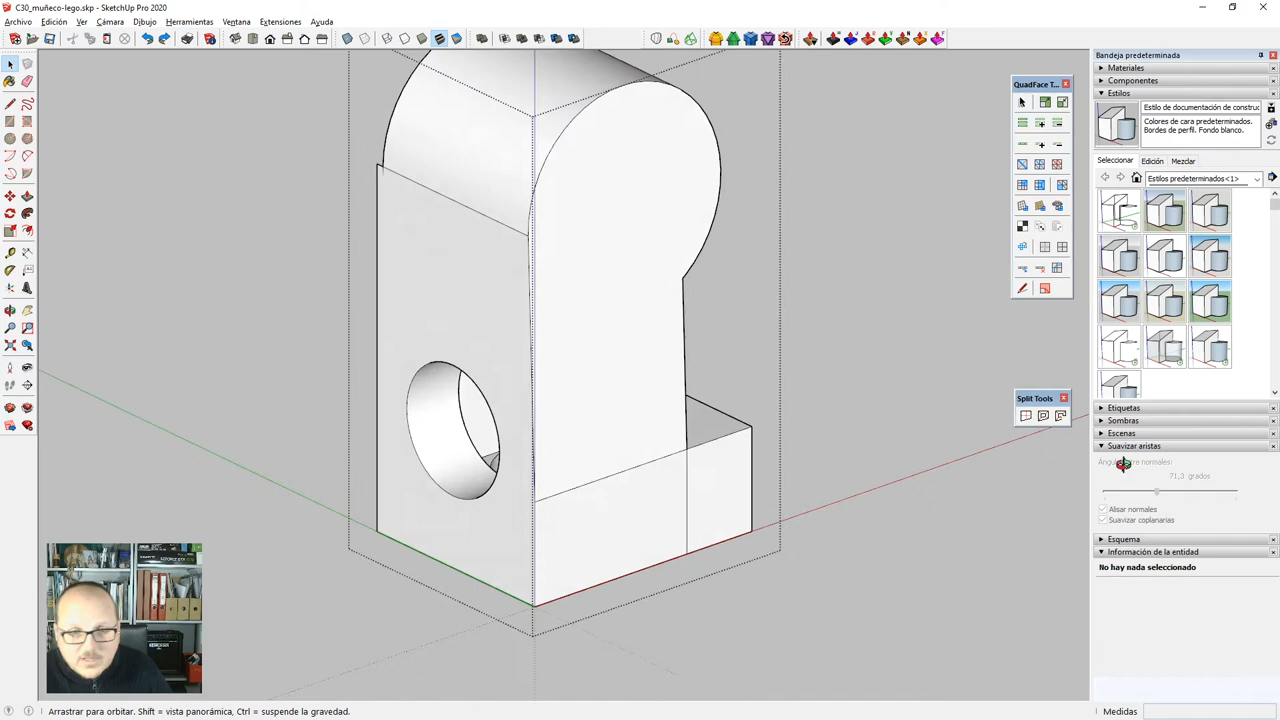 C30_muñeco-lego.skp - SketchUp Pro 2020
Archivo Edición Ver Cámara Dibujo Herramientas Ventana Extensiones Ayuda
Bandeja predeterminada
Materiales
Componentes
Estilos
Estilo de documentación de construc
Colores de cara predeterminados.
Bordes de perfil. Fondo blanco.
Seleccionar Edición Mezclar
Estilos predeterminados<1>
QuadFace T...
Split Tools
Etiquetas
Sombras
Escenas
Suavizar aristas
normales:
71,3 grados
Alisar normales
Suavizar coplanarias
Esquema
Información de la entidad
No hay nada seleccionado
Arrastrar para orbitar. Shift = vista panorámica, Ctrl = suspende la gravedad.
Medidas